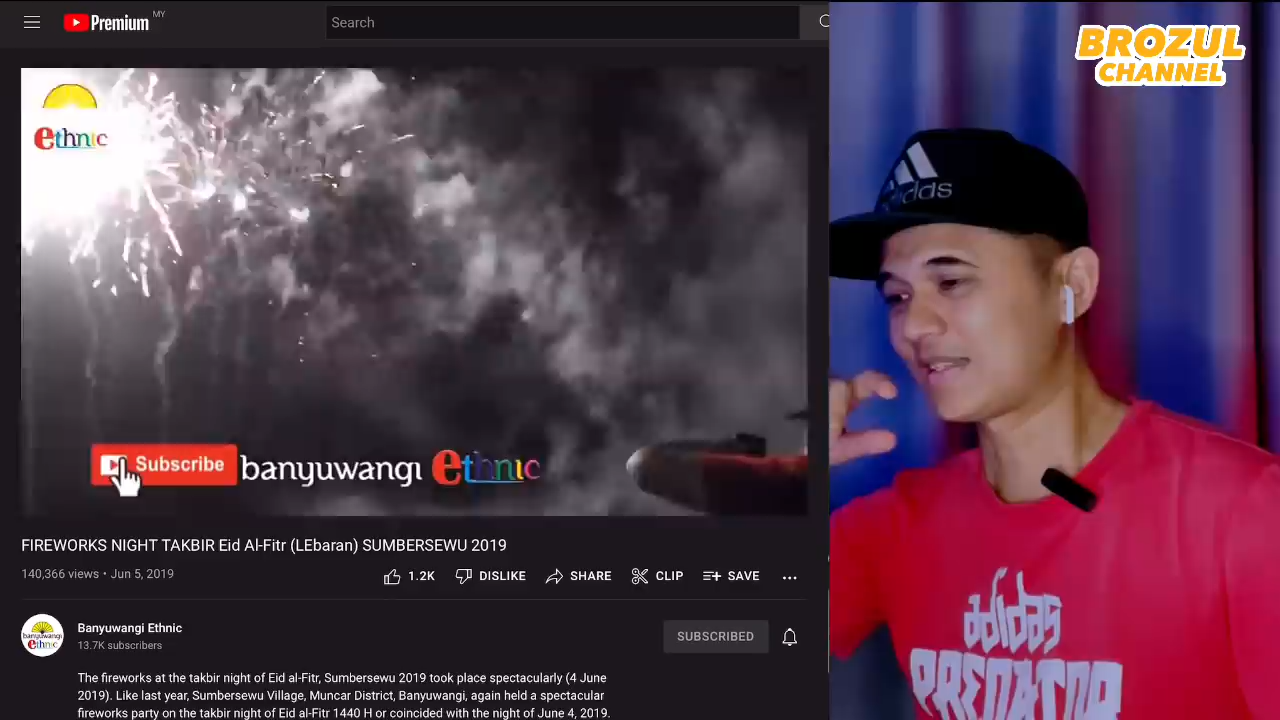 Premium MY
Search
BROZUL
CHANNEL
ethnic
adidas
Subscribe banyuwangi ethnic
FIREWORKS NIGHT TAKBIR Eid Al-Fitr (LEbaran) SUMBERSEWU 2019
140,366 views • Jun 5, 2019
1.2K DISLIKE SHARE CLIP SAVE
Banyuwangi Ethnic
13.7K subscribers
SUBSCRIBED
banyuwangi
ethnic
The fireworks at the takbir night of Eid al-Fitr, Sumbersewu 2019 took place spectacularly (4 June
2019). Like last year, Sumbersewu Village, Muncar District, Banyuwangi, again held a spectacular
fireworks party on the takbir night of Eid al-Fitr 1440 H or coincided with the night of June 4, 2019.
adidas
PREDATOR